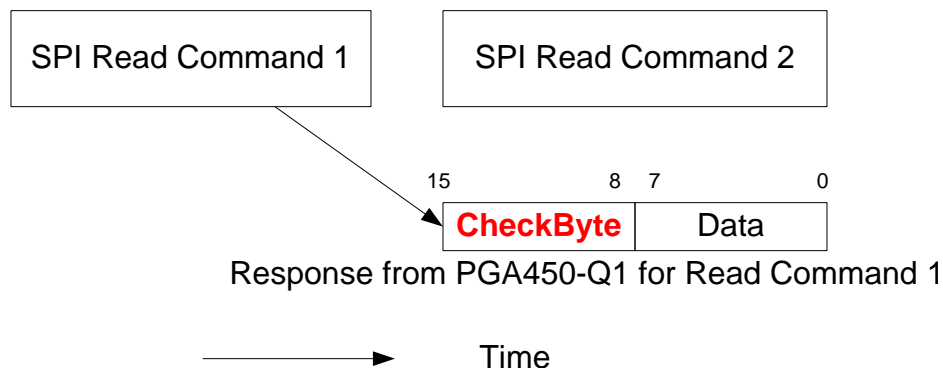 SPI Read Command 1
SPI Read Command 2
15 8 7 0
CheckByte Data
Response from PGA450-Q1 for Read Command 1
Time